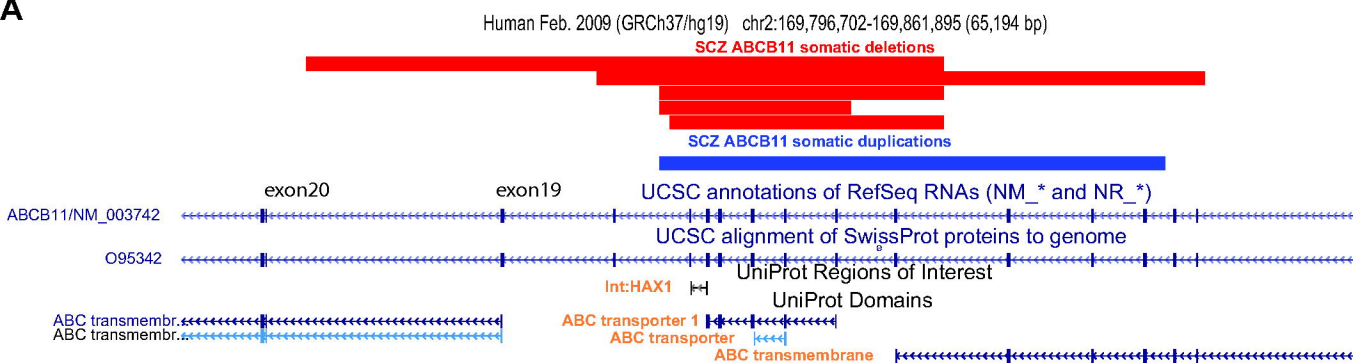 A
Human Feb. 2009 (GRCh37/hg19) chr2:169,796,702-169,861,895 (65,194 bp)
SCZ ABCB11 somatic deletions
SCZ ABCB11 somatic duplications
exon20 exon19
UCSC annotations of RefSeq RNAs (NM_* and NR_*)
ABCB11/NM_003742
UCSC alignment of SwissProt proteins to genome
O95342
UniProt Regions of Interest
Int:HAX1
UniProt Domains
ABC transmembr... ABC transporter 1
ABC transmembr... ABC transporter
ABC transmembrane